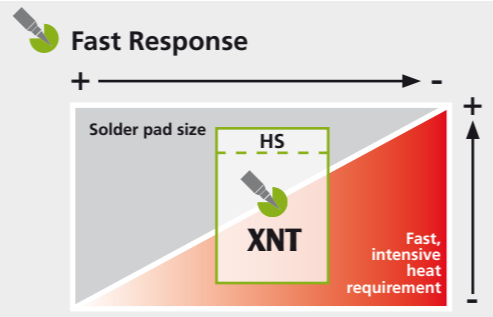 Fast Response
+ -
+
Solder pad size
HS
XNT
Fast,
intensive
heat
requirement
-